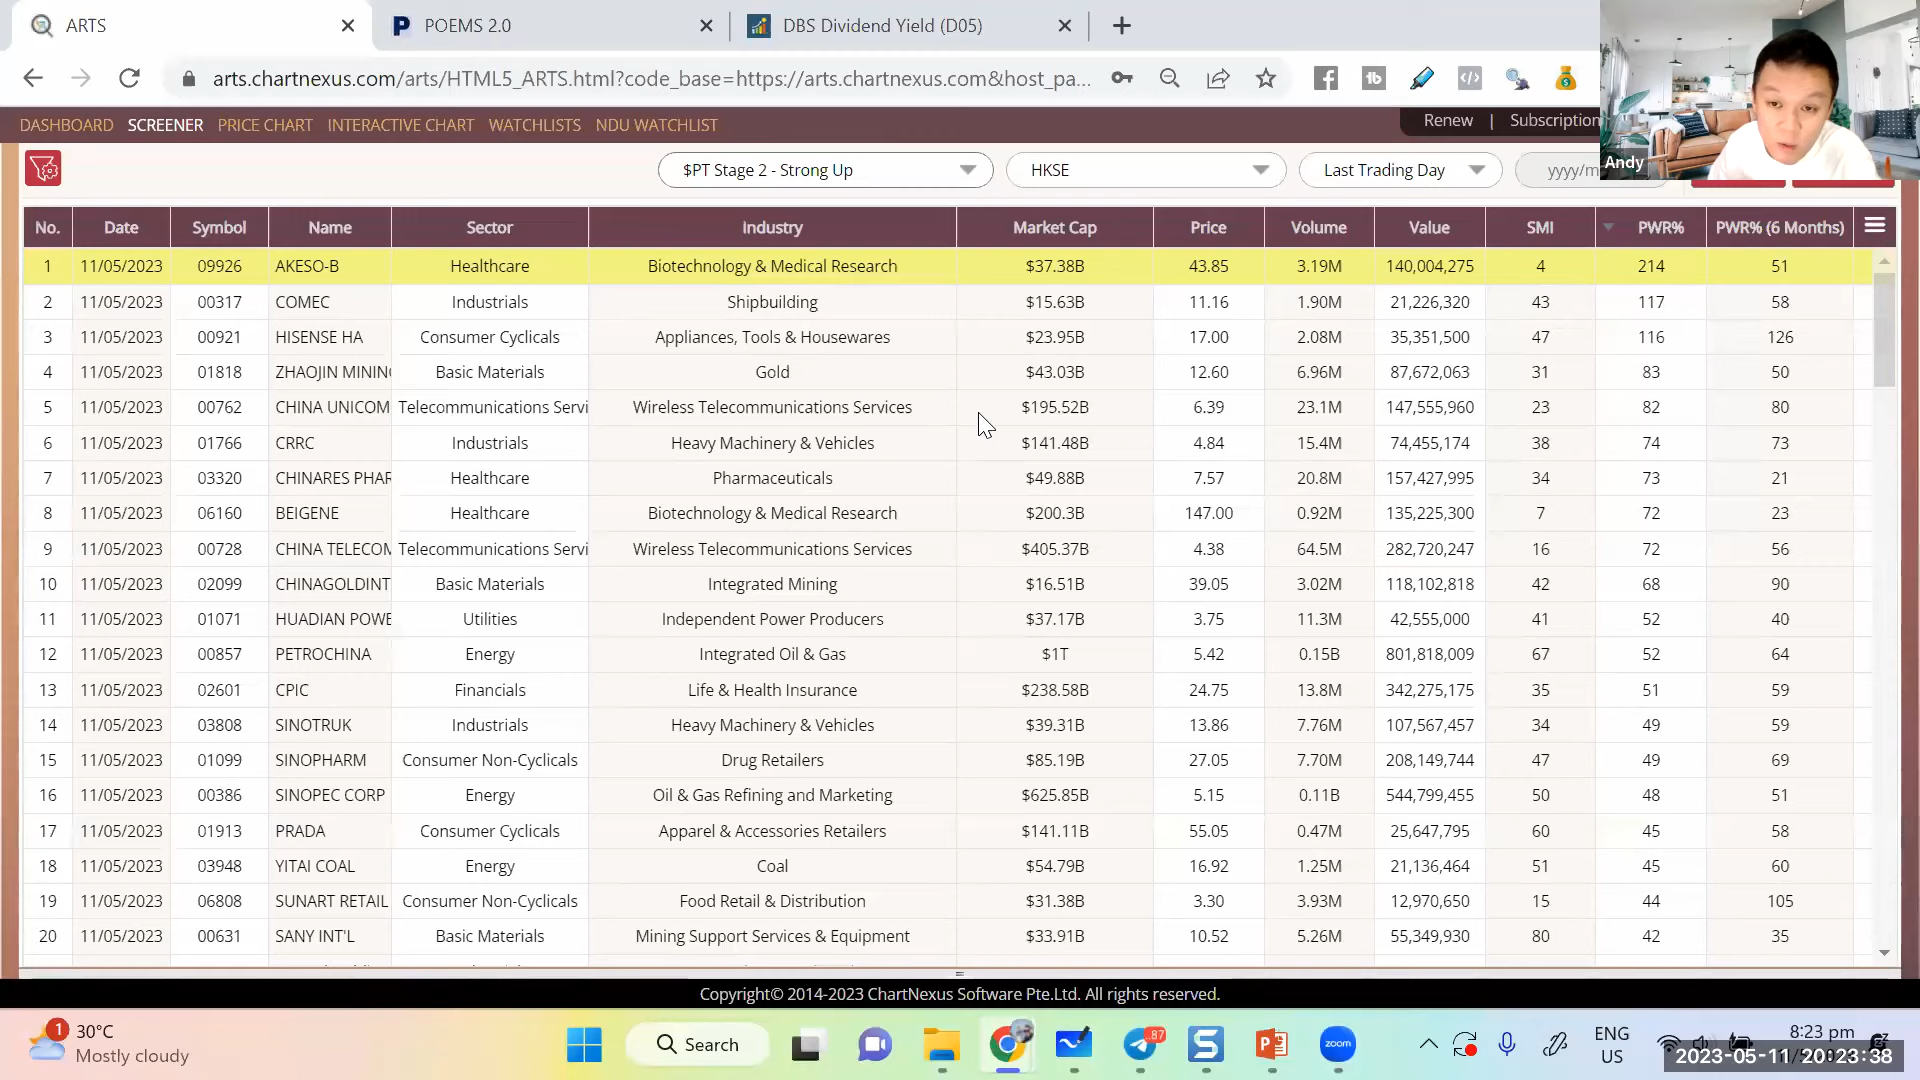 ARTS
POEMS 2.0
DBS Dividend Yield (D05)
arts.chartnexus.com/arts/HTML5_ARTS.html?code_base=https://arts.chartnexus.com&host_pa...
DASHBOARD SCREENER PRICE CHART INTERACTIVE CHART WATCHLISTS NDU WATCHLIST
Renew | Subscription
Andy
$PT Stage 2 - Strong Up HKSE Last Trading Day yyyy/m
No. Date Symbol Name Sector Industry Market Cap Price Volume Value SMI PWR% PWR% (6 Months)
1 11/05/2023 09926 AKESO-B Healthcare Biotechnology & Medical Research $37.38B 43.85 3.19M 140,004,275 4 214 51
2 11/05/2023 00317 COMEC Industrials Shipbuilding $15.63B 11.16 1.90M 21,226,320 43 117 58
3 11/05/2023 00921 HISENSE HA Consumer Cyclicals Appliances, Tools & Housewares $23.95B 17.00 2.08M 35,351,500 47 116 126
4 11/05/2023 01818 ZHAOJIN MININ Basic Materials Gold $43.03B 12.60 6.96M 87,672,063 31 83 50
5 11/05/2023 00762 CHINA UNICOM Telecommunications Servi Wireless Telecommunications Services $195.52B 6.39 23.1M 147,555,960 23 82 80
6 11/05/2023 01766 CRRC Industrials Heavy Machinery & Vehicles $141.48B 4.84 15.4M 74,455,174 38 74 73
7 11/05/2023 03320 CHINARES PHAR Healthcare Pharmaceuticals $49.88B 7.57 20.8M 157,427,995 34 73 21
8 11/05/2023 06160 BEIGENE Healthcare Biotechnology & Medical Research $200.3B 147.00 0.92M 135,225,300 7 72 23
9 11/05/2023 00728 CHINA TELECOM Telecommunications Servi Wireless Telecommunications Services $405.37B 4.38 64.5M 282,720,247 16 72 56
10 11/05/2023 02099 CHINAGOLDINT Basic Materials Integrated Mining $16.51B 39.05 3.02M 118,102,818 42 68 90
11 11/05/2023 01071 HUADIAN POWE Utilities Independent Power Producers $37.17B 3.75 11.3M 42,555,000 41 52 40
12 11/05/2023 00857 PETROCHINA Energy Integrated Oil & Gas $1T 5.42 0.15B 801,818,009 67 52 64
13 11/05/2023 02601 CPIC Financials Life & Health Insurance $238.58B 24.75 13.8M 342,275,175 35 51 59
14 11/05/2023 03808 SINOTRUK Industrials Heavy Machinery & Vehicles $39.31B 13.86 7.76M 107,567,457 34 49 59
15 11/05/2023 01099 SINOPHARM Consumer Non-Cyclicals Drug Retailers $85.19B 27.05 7.70M 208,149,744 47 49 69
16 11/05/2023 00386 SINOPEC CORP Energy Oil & Gas Refining and Marketing $625.85B 5.15 0.11B 544,799,455 50 48 51
17 11/05/2023 01913 PRADA Consumer Cyclicals Apparel & Accessories Retailers $141.11B 55.05 0.47M 25,647,795 60 45 58
18 11/05/2023 03948 YITAI COAL Energy Coal $54.79B 16.92 1.25M 21,136,464 51 45 60
19 11/05/2023 06808 SUNART RETAIL Consumer Non-Cyclicals Food Retail & Distribution $31.38B 3.30 3.93M 12,970,650 15 44 105
20 11/05/2023 00631 SANY INT'L Basic Materials Mining Support Services & Equipment $33.91B 10.52 5.26M 55,349,930 80 42 35
Copyright© 2014-2023 ChartNexus Software Pte.Ltd. All rights reserved.
1
30°C
Mostly cloudy
Search
87
zoom
ENG
US
8:23 pm
2023-05-11 20:23:38